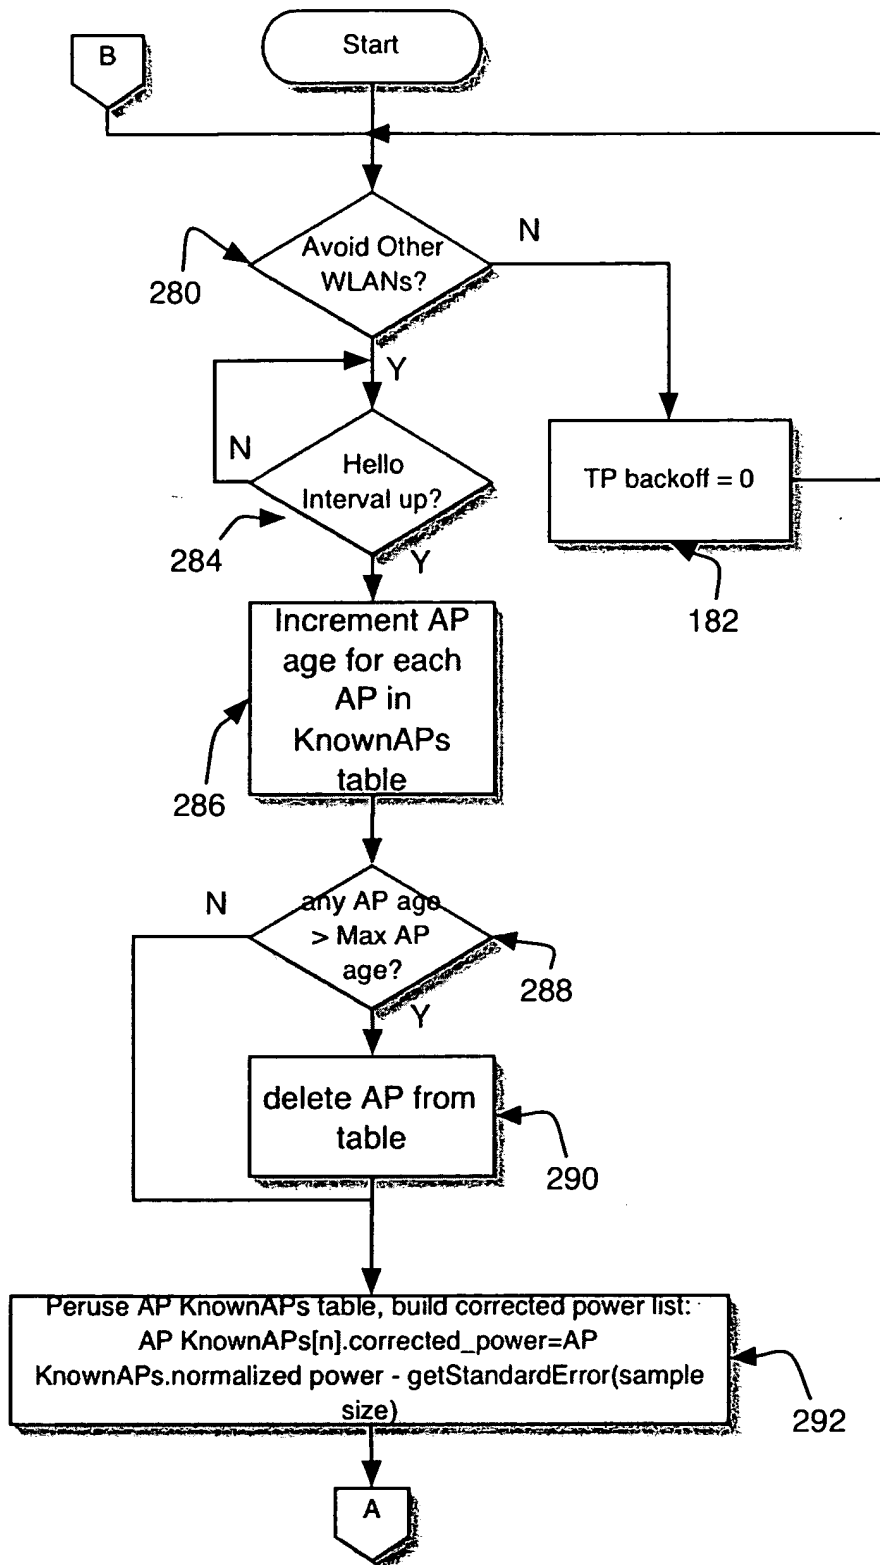 B
Start
Avoid Other
WLANs?
N
280
Y
N
Hello
Interval up?
TP backoff = 0
284
Y
182
Increment AP
age for each
AP in
KnownAPs
table
286
N
any AP age
> Max AP
age?
288
Y
delete AP from
table
290
Peruse AP KnownAPs table, build corrected power list:
AP KnownAPs[n].corrected_power=AP
KnownAPs.normalized power - getStandardError(sample
size)
292
A